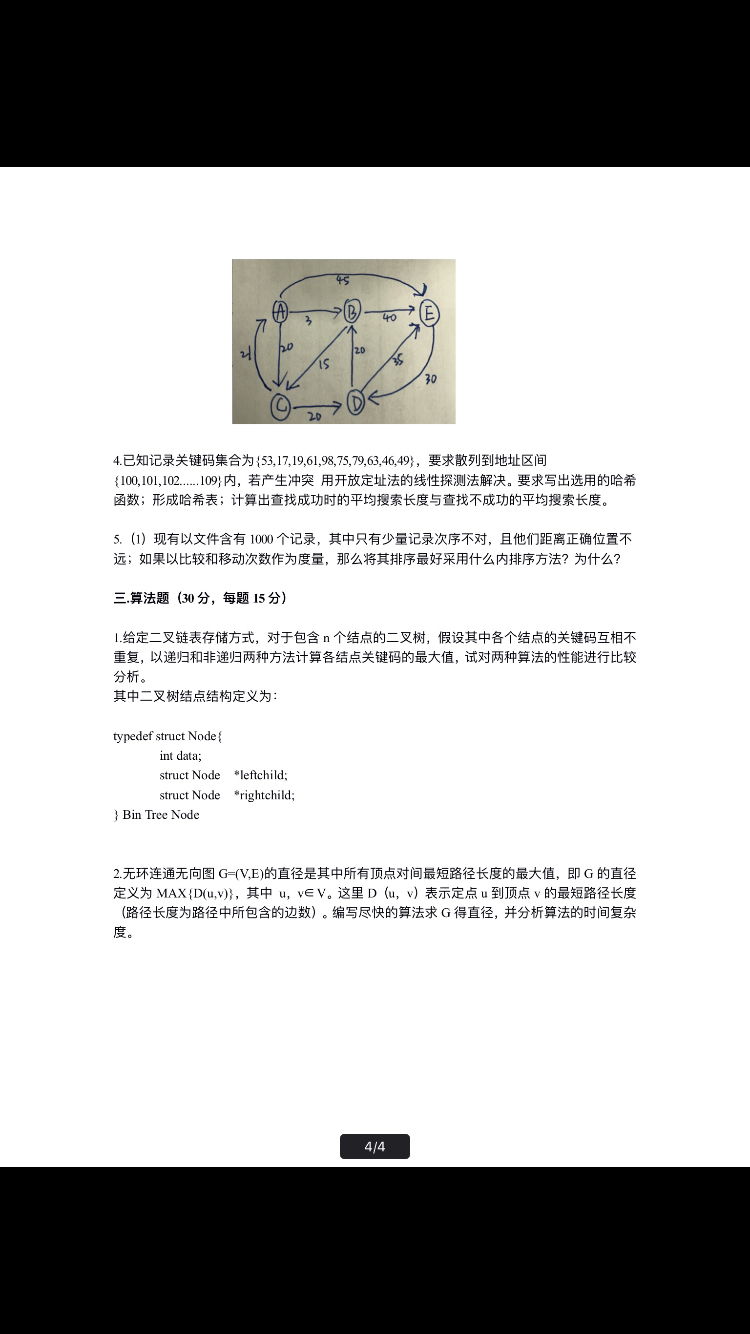 45
A
B
E
3
40
21
20
15
20
35
30
C
D
20
4.已知记录关键码集合为{53,17,19,61,98,75,79,63,46,49}，要求散列到地址区间
{100,101,102......109}内，若产生冲突 用开放定址法的线性探测法解决。要求写出选用的哈希
函数；形成哈希表；计算出查找成功时的平均搜索长度与查找不成功的平均搜索长度。
5.（1）现有以文件含有 1000 个记录，其中只有少量记录次序不对，且他们距离正确位置不
远；如果以比较和移动次数作为度量，那么将其排序最好采用什么内排序方法？为什么？
三.算法题（30 分，每题 15 分）
1.给定二叉链表存储方式，对于包含 n 个结点的二叉树，假设其中各个结点的关键码互相不
重复，以递归和非递归两种方法计算各结点关键码的最大值，试对两种算法的性能进行比较
分析。
其中二叉树结点结构定义为：
typedef struct Node{
int data;
struct Node *leftchild;
struct Node *rightchild;
} Bin Tree Node
2.无环连通无向图 G=(V,E)的直径是其中所有顶点对间最短路径长度的最大值，即 G 的直径
定义为 MAX{D(u,v)}，其中 u，v∈V。这里 D（u，v）表示定点 u 到顶点 v 的最短路径长度
（路径长度为路径中所包含的边数）。编写尽快的算法求 G 得直径，并分析算法的时间复杂
度。
4/4